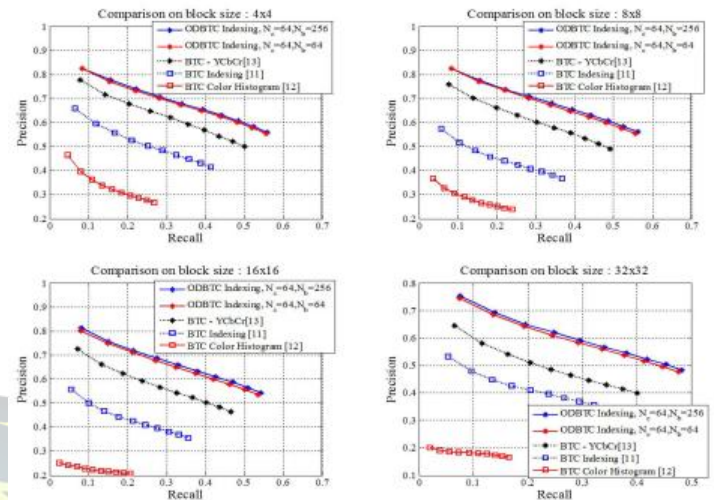 Comparison on block size : 4x4
1
0.9
0.8
0.7
0.6
0.5
0.4
0.3
0.2
Precision
0
0.1
0.2
0.3
0.4
0.5
0.6
0.7
Recall
ODBTC Indexing, Nc=64,Nb=256
ODBTC Indexing, Nc=64,Nb=64
BTC - YCbCr[13]
BTC Indexing [11]
BTC Color Histogram [12]
Comparison on block size : 8x8
1
0.9
0.8
0.7
0.6
0.5
0.4
0.3
0.2
Precision
0
0.1
0.2
0.3
0.4
0.5
0.6
0.7
Recall
ODBTC Indexing, Nc=64,Nb=256
ODBTC Indexing, Nc=64,Nb=64
BTC - YCbCr[13]
BTC Indexing [11]
BTC Color Histogram [12]
Comparison on block size : 16x16
1
0.9
0.8
0.7
0.6
0.5
0.4
0.3
0.2
Precision
0
0.1
0.2
0.3
0.4
0.5
0.6
0.7
Recall
ODBTC Indexing, Nc=64,Nb=256
ODBTC Indexing, Nc=64,Nb=64
BTC - YCbCr[13]
BTC Indexing [11]
BTC Color Histogram [12]
Comparison on block size : 32x32
0.8
0.7
0.6
0.5
0.4
0.3
0.2
0.1
Precision
0
0.1
0.2
0.3
0.4
0.5
Recall
ODBTC Indexing, Nc=64,Nb=256
ODBTC Indexing, Nc=64,Nb=64
BTC - YCbCr[13]
BTC Indexing [11]
BTC Color Histogram [12]